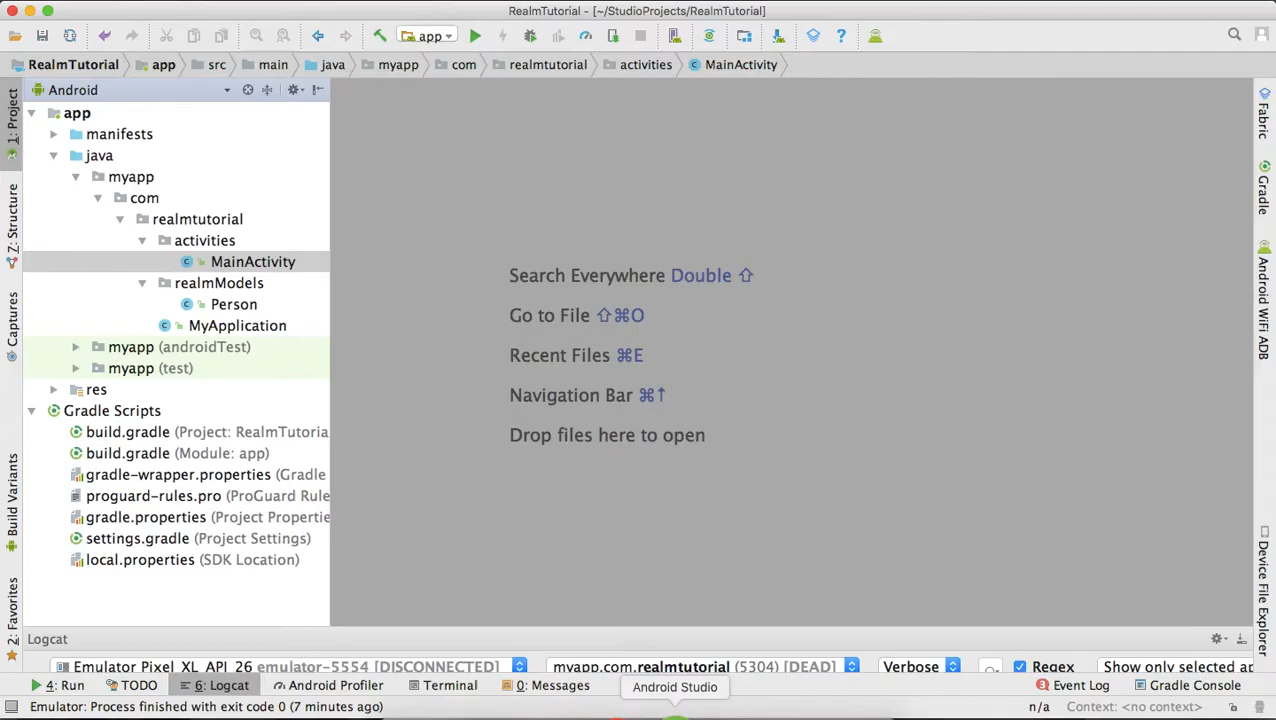 RealmTutorial - [~/StudioProjects/RealmTutorial]
app
RealmTutorial app src main java myapp com realmtutorial activities MainActivity
Android
app
manifests
java
myapp
com
realmtutorial
activities
MainActivity
realmModels
Person
MyApplication
myapp (androidTest)
myapp (test)
res
Gradle Scripts
build.gradle (Project: RealmTutoria
build.gradle (Module: app)
gradle-wrapper.properties (Gradle
proguard-rules.pro (ProGuard Rule
gradle.properties (Project Propertie
settings.gradle (Project Settings)
local.properties (SDK Location)
1: Project
Z: Structure
Captures
Build Variants
2: Favorites
Search Everywhere Double ⇧
Go to File ⇧⌘O
Recent Files ⌘E
Navigation Bar ⌘↑
Drop files here to open
Fabric
Gradle
Android WiFi ADB
Device File Explorer
Logcat
Emulator Pixel_XL_API_26 emulator-5554 [DISCONNECTED] myapp.com.realmtutorial (5304) [DEAD] Verbose Regex Show only selected ap
4: Run TODO 6: Logcat Android Profiler Terminal 0: Messages Android Studio Event Log Gradle Console
Emulator: Process finished with exit code 0 (7 minutes ago) n/a Context: <no context>